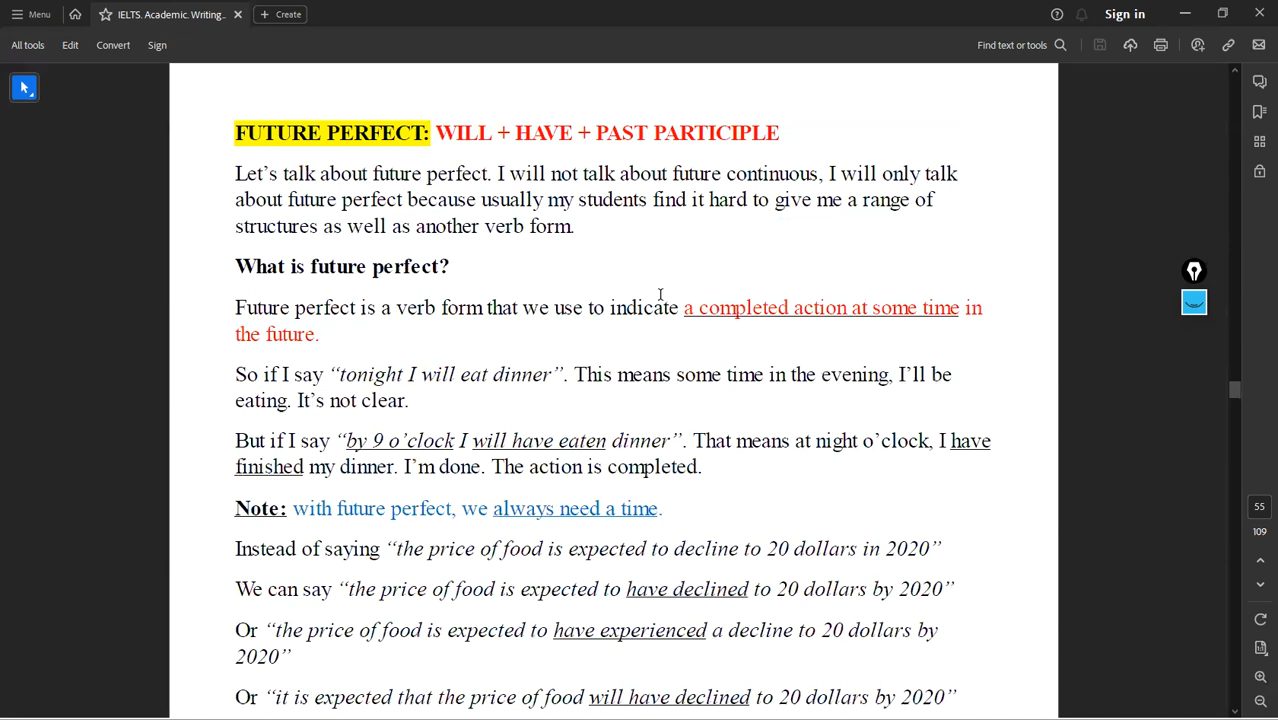 Menu
IELTS. Academic. Writing...
Create
Sign in
All tools Edit Convert Sign
Find text or tools
FUTURE PERFECT: WILL + HAVE + PAST PARTICIPLE
Let's talk about future perfect. I will not talk about future continuous, I will only talk
about future perfect because usually my students find it hard to give me a range of
structures as well as another verb form.
What is future perfect?
Future perfect is a verb form that we use to indicate a completed action at some time in
the future.
So if I say “tonight I will eat dinner”. This means some time in the evening, I'll be
eating. It's not clear.
But if I say “by 9 o'clock I will have eaten dinner”. That means at night o'clock, I have
finished my dinner. I'm done. The action is completed.
Note: with future perfect, we always need a time.
Instead of saying “the price of food is expected to decline to 20 dollars in 2020”
We can say “the price of food is expected to have declined to 20 dollars by 2020”
Or “the price of food is expected to have experienced a decline to 20 dollars by
2020”
Or “it is expected that the price of food will have declined to 20 dollars by 2020”
55
109